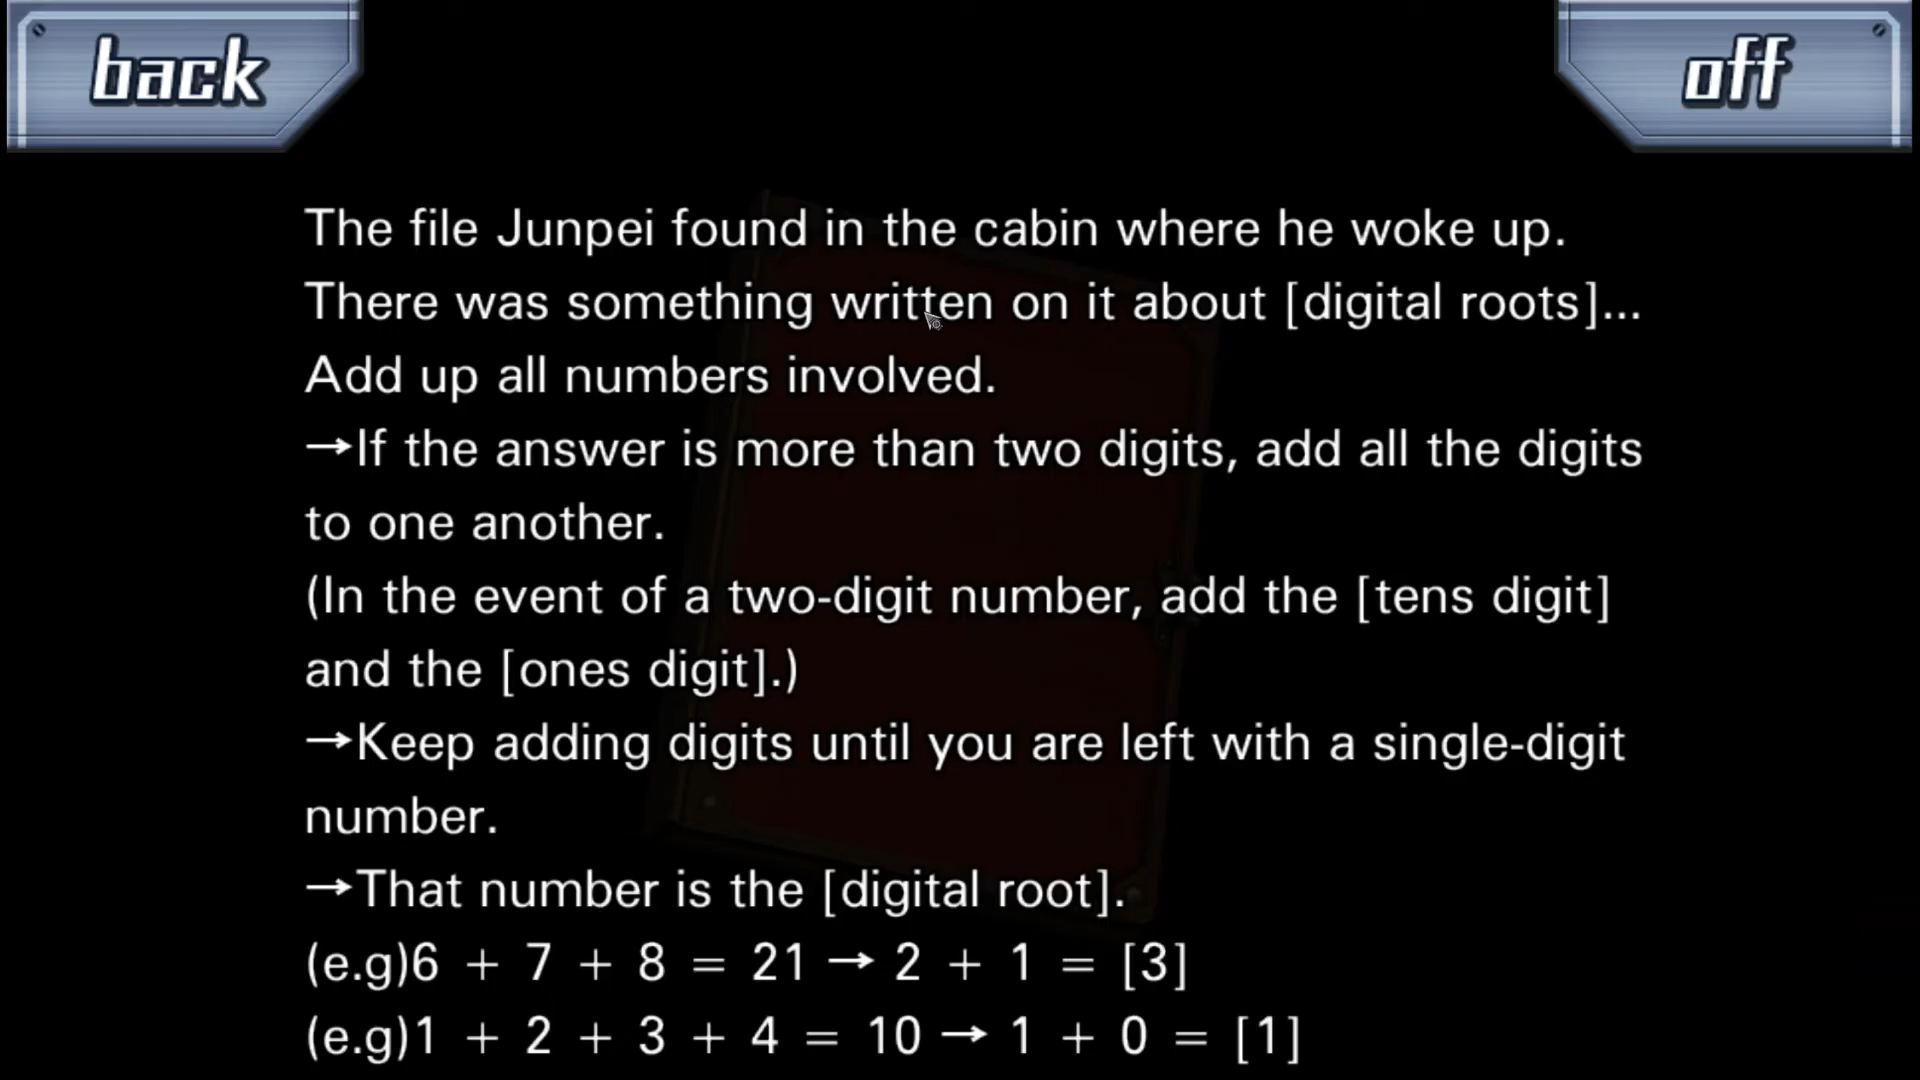 back
off
The file Junpei found in the cabin where he woke up.
There was something written on it about [digital roots]...
Add up all numbers involved.
→If the answer is more than two digits, add all the digits
to one another.
(In the event of a two-digit number, add the [tens digit]
and the [ones digit].)
→Keep adding digits until you are left with a single-digit
number.
→That number is the [digital root].
(e.g)6 + 7 + 8 = 21 → 2 + 1 = [3]
(e.g)1 + 2 + 3 + 4 = 10 → 1 + 0 = [1]